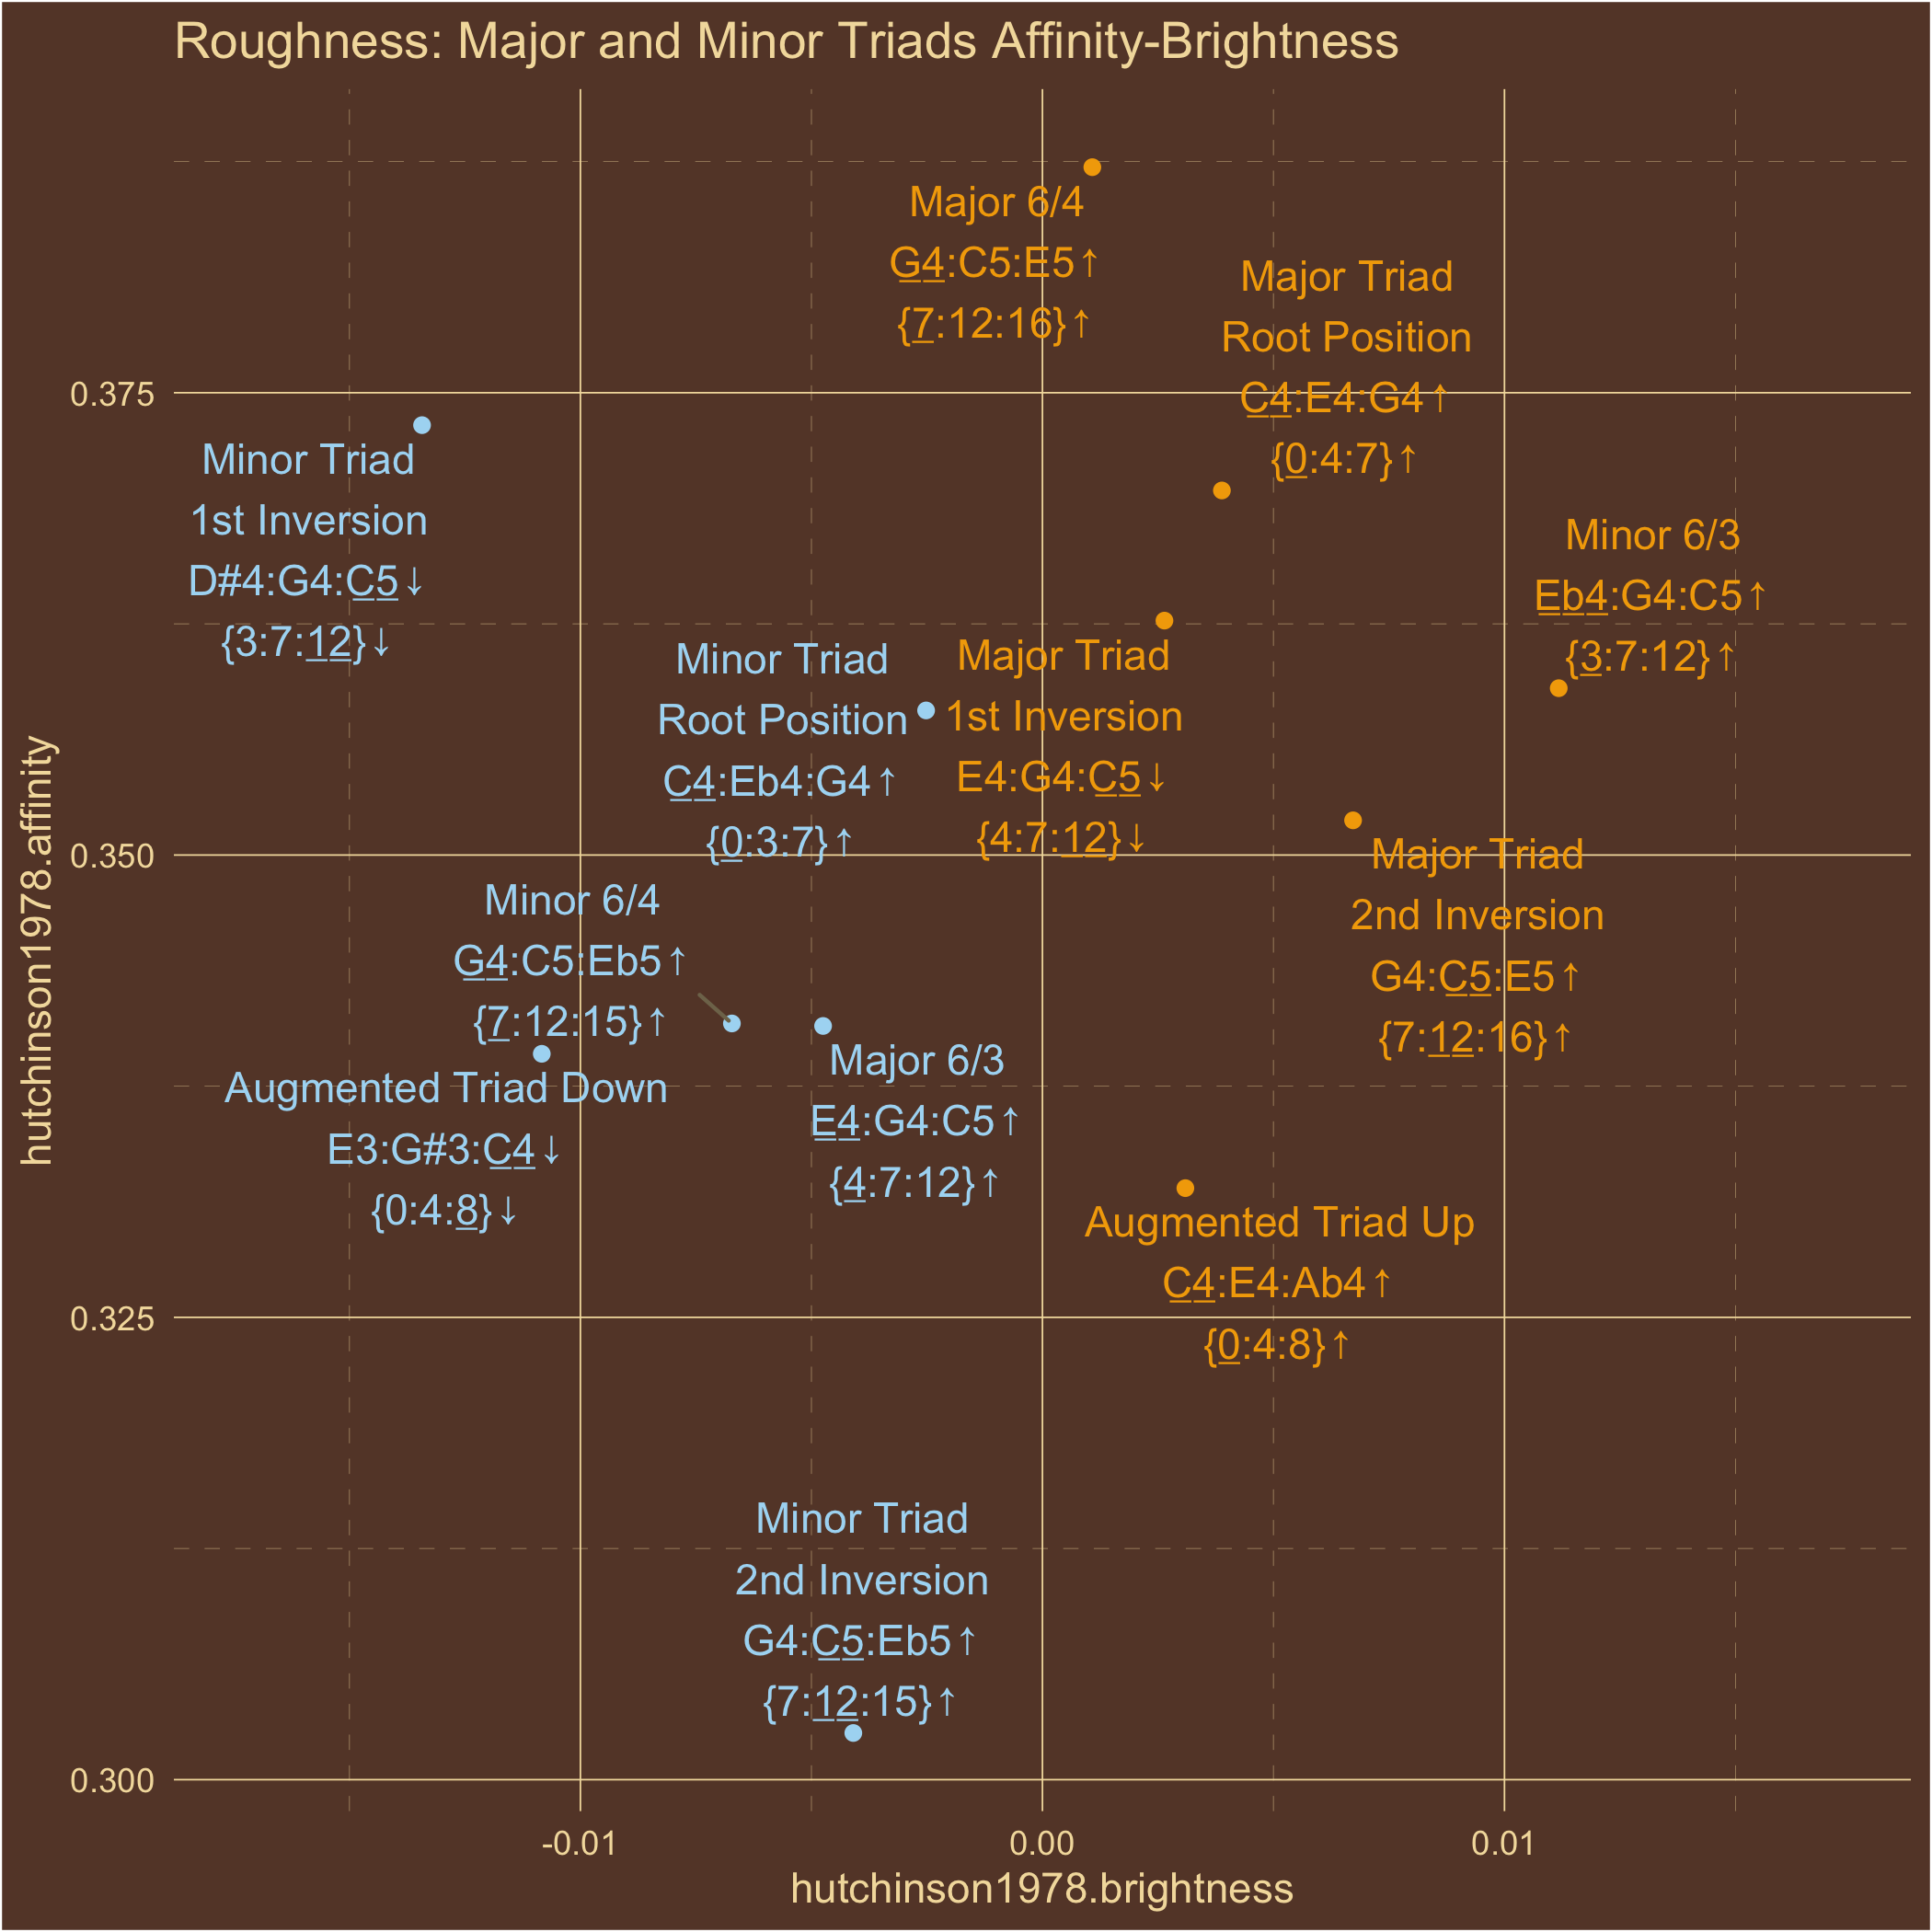 Roughness: Major and Minor Triads Affinity-Brightness
Major 6/4
G4:C5:E5↑
{7:12:16}↑
Major Triad
Root Position
C4:E4:G4↑
{0:4:7}↑
0.375
Minor Triad
1st Inversion
D#4:G4:C5↓
{3:7:12}↓
Minor 6/3
Eb4:G4:C5↑
{3:7:12}↑
Minor Triad
Root Position
C4:Eb4:G4↑
{0:3:7}↑
Major Triad
1st Inversion
E4:G4:C5↓
{4:7:12}↓
0.350
Major Triad
2nd Inversion
G4:C5:E5↑
{7:12:16}↑
Minor 6/4
G4:C5:Eb5↑
{7:12:15}↑
Major 6/3
E4:G4:C5↑
{4:7:12}↑
Augmented Triad Down
E3:G#3:C4↓
{0:4:8}↓
Augmented Triad Up
C4:E4:Ab4↑
{0:4:8}↑
0.325
Minor Triad
2nd Inversion
G4:C5:Eb5↑
{7:12:15}↑
0.300
hutchinson1978.affinity
-0.01
0.00
0.01
hutchinson1978.brightness